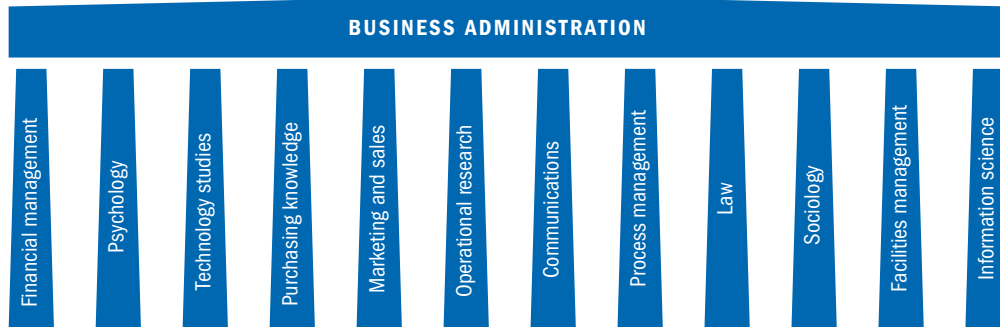 BUSINESS ADMINISTRATION
Financial management
Psychology
Technology studies
Purchasing knowledge
Marketing and sales
Operational research
Communications
Process management
Law
Sociology
Facilities management
Information science